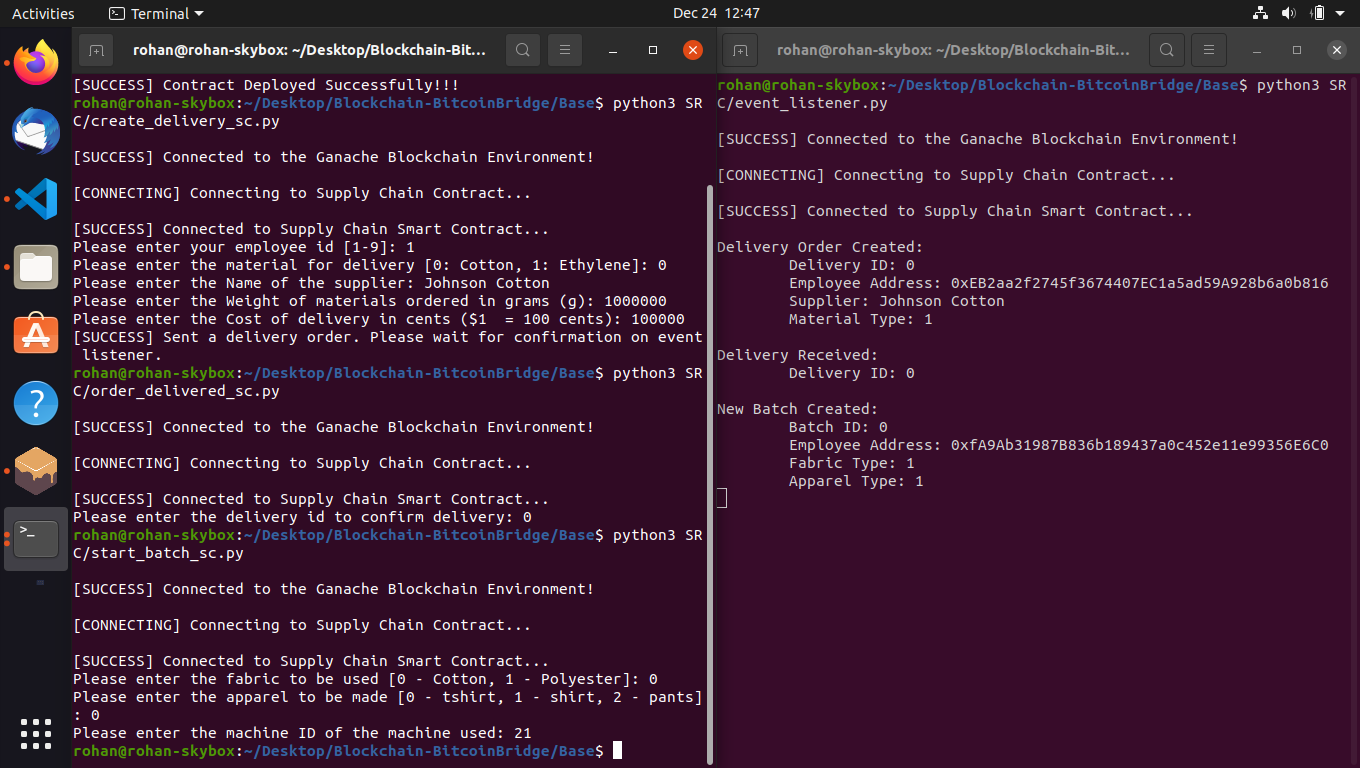 Activities
Terminal
Dec 24 12:47
rohan@rohan-skybox: ~/Desktop/Blockchain-Bit...
[SUCCESS] Contract Deployed Successfully!!!
rohan@rohan-skybox:~/Desktop/Blockchain-BitcoinBridge/Base$ python3 SR
C/create_delivery_sc.py
[SUCCESS] Connected to the Ganache Blockchain Environment!
[CONNECTING] Connecting to Supply Chain Contract...
[SUCCESS] Connected to Supply Chain Smart Contract...
Please enter your employee id [1-9]: 1
Please enter the material for delivery [0: Cotton, 1: Ethylene]: 0
Please enter the Name of the supplier: Johnson Cotton
Please enter the Weight of materials ordered in grams (g): 1000000
Please enter the Cost of delivery in cents ($1  = 100 cents): 100000
[SUCCESS] Sent a delivery order. Please wait for confirmation on event
 listener.
rohan@rohan-skybox:~/Desktop/Blockchain-BitcoinBridge/Base$ python3 SR
C/order_delivered_sc.py
[SUCCESS] Connected to the Ganache Blockchain Environment!
[CONNECTING] Connecting to Supply Chain Contract...
[SUCCESS] Connected to Supply Chain Smart Contract...
Please enter the delivery id to confirm delivery: 0
rohan@rohan-skybox:~/Desktop/Blockchain-BitcoinBridge/Base$ python3 SR
C/start_batch_sc.py
[SUCCESS] Connected to the Ganache Blockchain Environment!
[CONNECTING] Connecting to Supply Chain Contract...
[SUCCESS] Connected to Supply Chain Smart Contract...
Please enter the fabric to be used [0 - Cotton, 1 - Polyester]: 0
Please enter the apparel to be made [0 - tshirt, 1 - shirt, 2 - pants]
: 0
Please enter the machine ID of the machine used: 21
rohan@rohan-skybox:~/Desktop/Blockchain-BitcoinBridge/Base$
rohan@rohan-skybox: ~/Desktop/Blockchain-Bit...
rohan@rohan-skybox:~/Desktop/Blockchain-BitcoinBridge/Base$ python3 SR
C/event_listener.py
[SUCCESS] Connected to the Ganache Blockchain Environment!
[CONNECTING] Connecting to Supply Chain Contract...
[SUCCESS] Connected to Supply Chain Smart Contract...
Delivery Order Created:
Delivery ID: 0
Employee Address: 0xEB2aa2f2745f3674407EC1a5ad59A928b6a0b816
Supplier: Johnson Cotton
Material Type: 1
Delivery Received:
Delivery ID: 0
New Batch Created:
Batch ID: 0
Employee Address: 0xfA9Ab31987B836b189437a0c452e11e99356E6C0
Fabric Type: 1
Apparel Type: 1